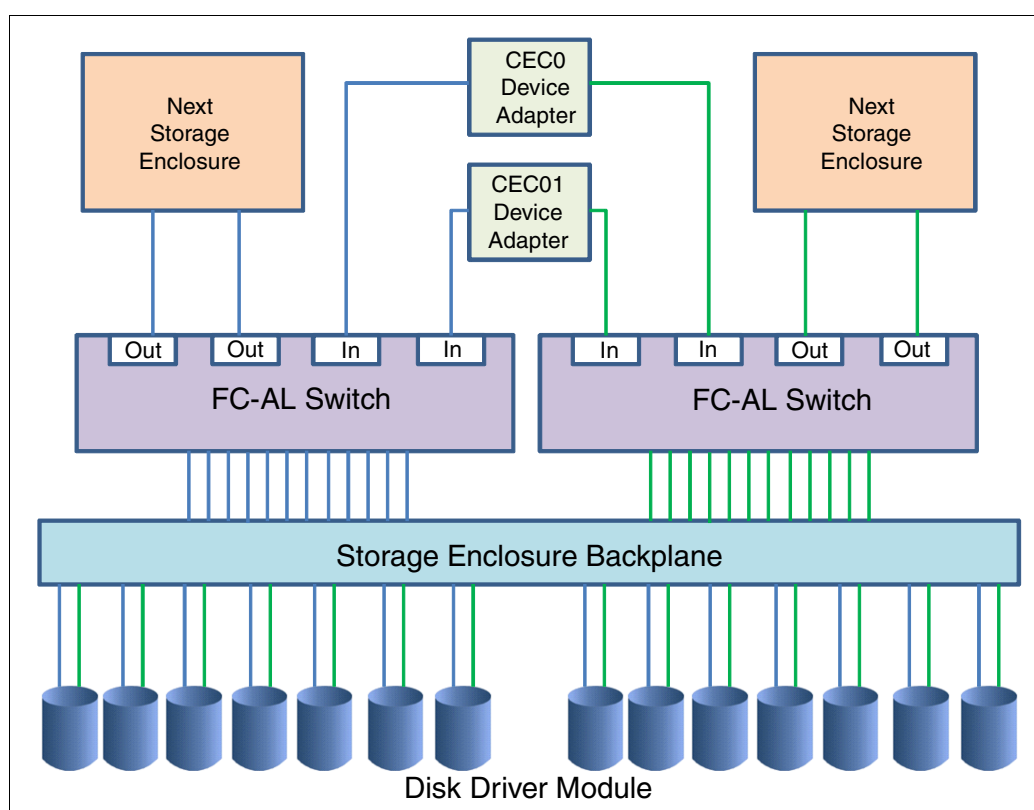 Next
Storage
Enclosure
CEC0
Device
Adapter
Next
Storage
Enclosure
CEC01
Device
Adapter
Out
Out
In
In
In
In
Out
Out
FC-AL Switch
FC-AL Switch
Storage Enclosure Backplane
Disk Driver Module